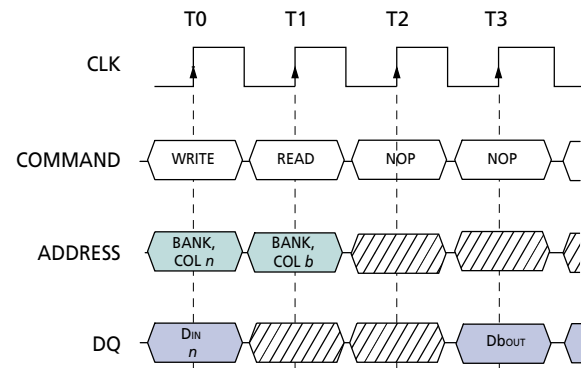 T0 T1 T2 T3
CLK
COMMAND WRITE READ NOP NOP
ADDRESS BANK, BANK,
COL n COL b
DQ DIN DbOUT
n